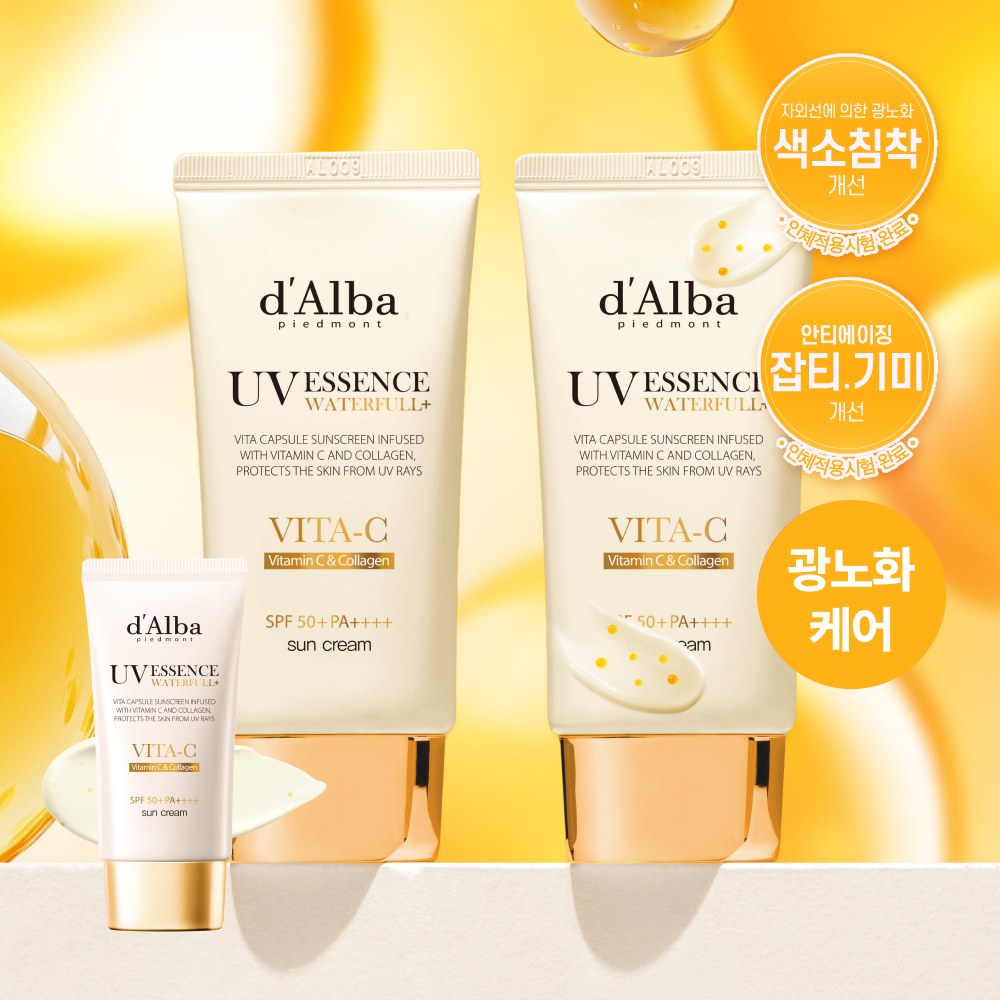 AL009
d'Alba
piedmont
UV ESSENCE
WATERFULL+
VITA CAPSULE SUNSCREEN INFUSED
WITH VITAMIN C AND COLLAGEN,
PROTECTS THE SKIN FROM UV RAYS
VITA-C
Vitamin C & Collagen
SPF 50+ PA++++
sun cream
AL009
d'Alba
piedmont
UV ESSENCE
WATERFULL+
VITA CAPSULE SUNSCREEN INFUSED
WITH VITAMIN C AND COLLAGEN,
PROTECTS THE SKIN FROM UV RAYS
VITA-C
Vitamin C & Collagen
50+ PA++++
d'Alba
piedmont
UV ESSENCE
WATERFULL+
VITA CAPSULE SUNSCREEN INFUSED
WITH VITAMIN C AND COLLAGEN,
PROTECTS THE SKIN FROM UV RAYS
VITA-C
Vitamin C & Collagen
SPF 50+ PA++++
sun cream
자외선에 의한 광노화
색소침착
개선
인체적용시험 완료
안티에이징
잡티.기미
개선
인체적용시험 완료
광노화
케어